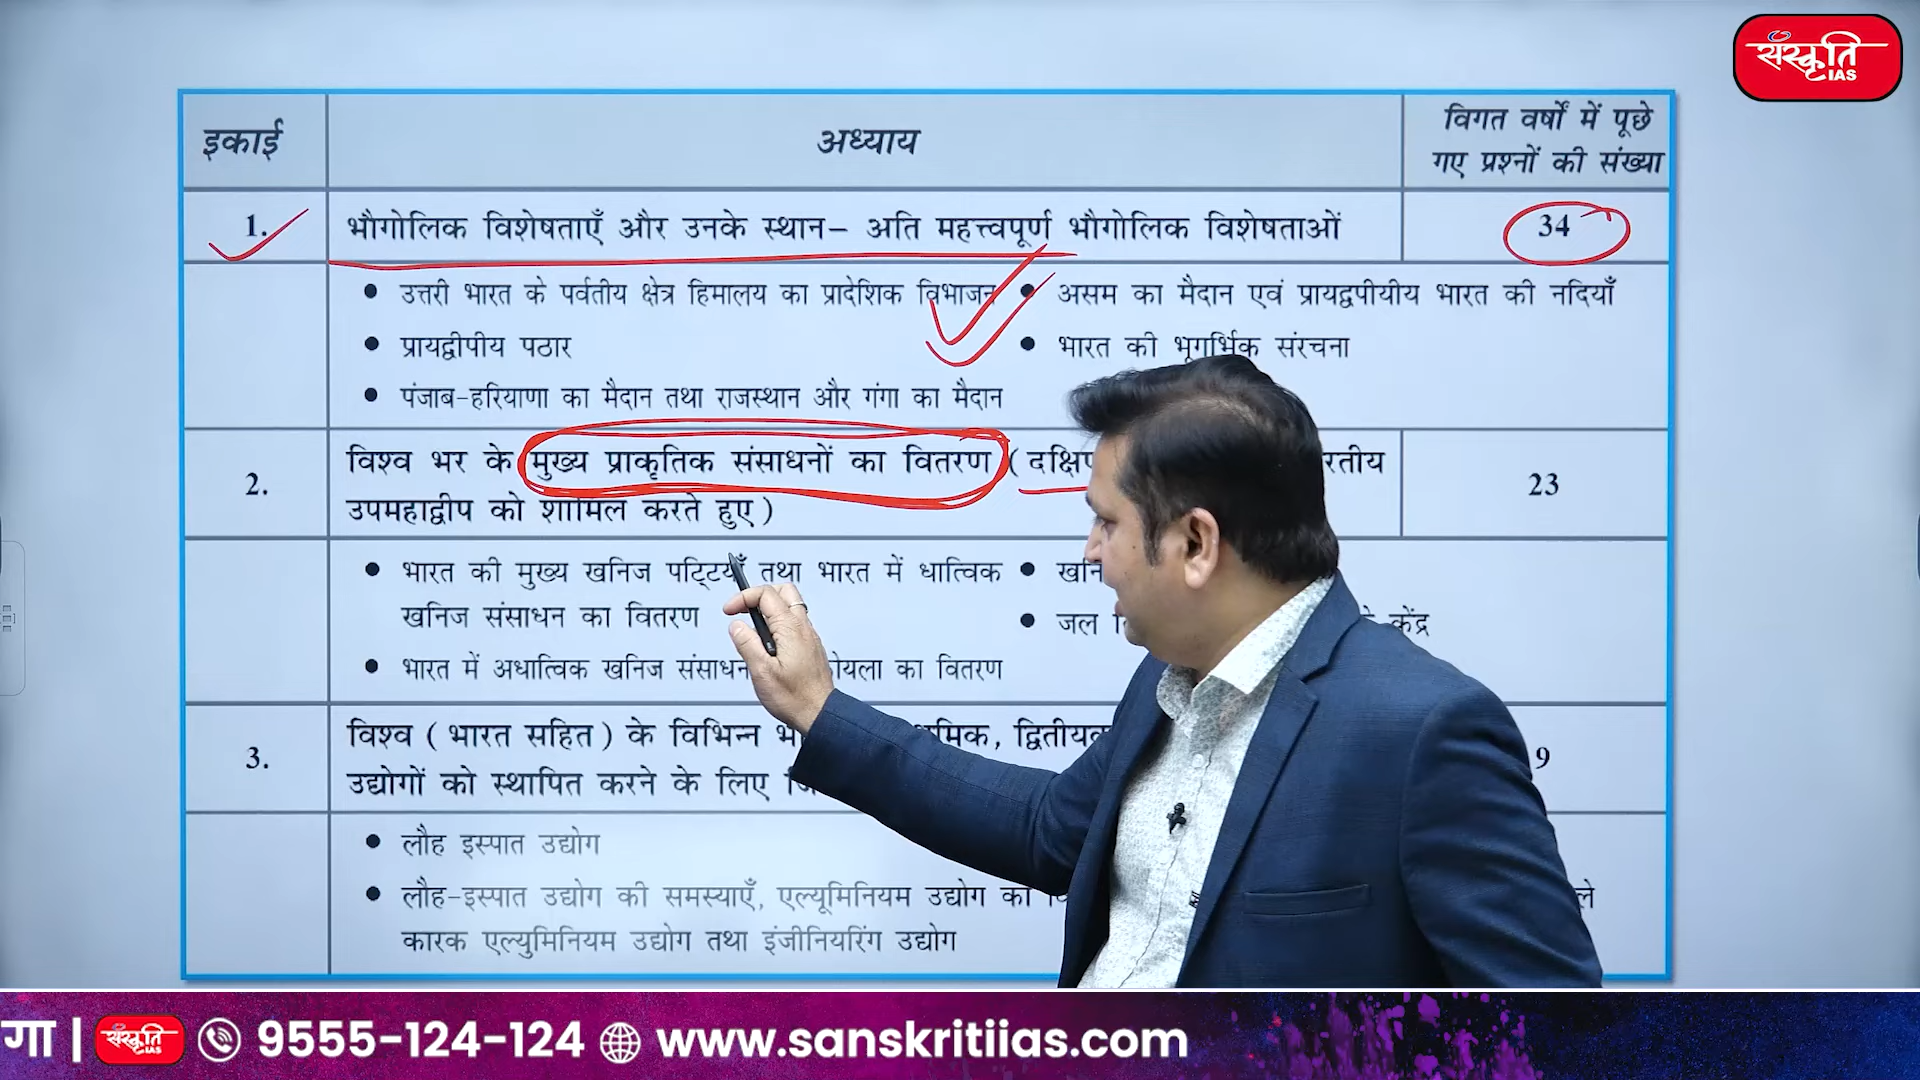 संस्कृति
IAS
इकाई
अध्याय
विगत वर्षों में पूछे
गए प्रश्नों की संख्या
1.
भौगोलिक विशेषताएँ और उनके स्थान– अति महत्त्वपूर्ण भौगोलिक विशेषताओं
34
• उत्तरी भारत के पर्वतीय क्षेत्र हिमालय का प्रादेशिक विभाजन
• असम का मैदान एवं प्रायद्वपीयीय भारत की नदियाँ
• प्रायद्वीपीय पठार
• भारत की भूगर्भिक संरचना
• पंजाब-हरियाणा का मैदान तथा राजस्थान और गंगा का मैदान
2.
विश्व भर के मुख्य प्राकृतिक संसाधनों का वितरण (
उपमहाद्वीप को शामिल करते हुए)
23
• भारत की मुख्य खनिज पट्टियाँ तथा भारत में धात्विक
खनिज संसाधन का वितरण
• जल
केंद्र
• भारत में अधात्विक खनिज संसाधन
का वितरण
3.
विश्व (भारत सहित) के विभिन्न
उद्योगों को स्थापित करने के लिए
9
• लौह इस्पात उद्योग
• लौह-इस्पात उद्योग की समस्याएँ, एल्यूमिनियम उद्योग का
कारक एल्युमिनियम उद्योग तथा इंजीनियरिंग उद्योग
गा |
संस्कृति
IAS
9555-124-124
www.sanskritiias.com